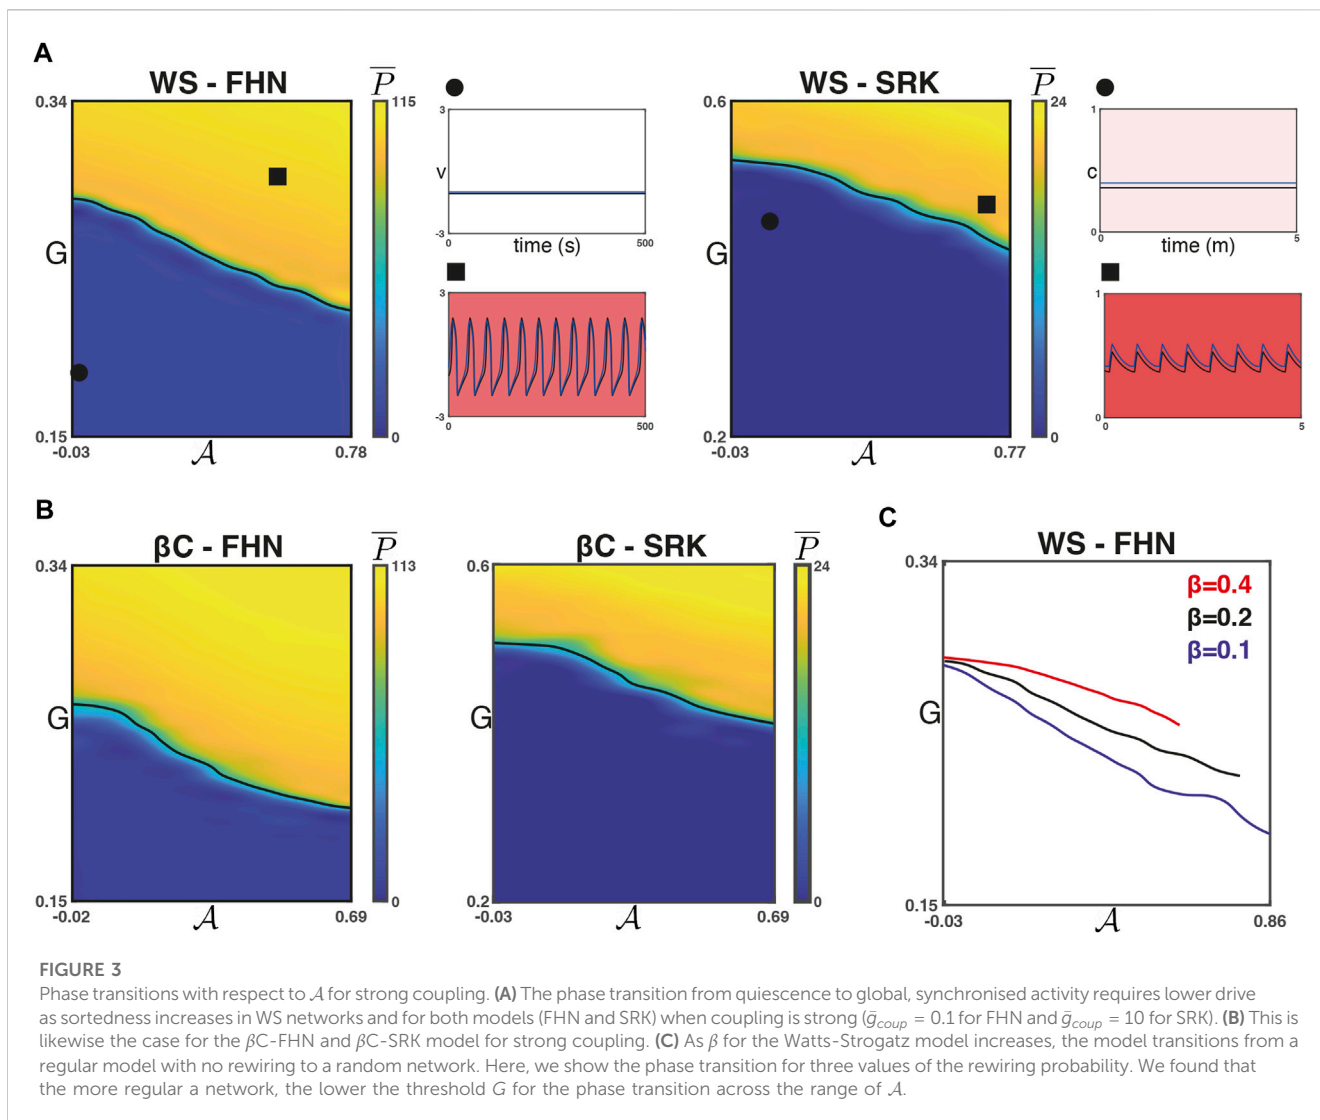 A
WS - FHN
P
0.34
115
G
0.15
0
-0.03
A
0.78
3
V
-3
0
time (s)
500
3
-3
0
500
WS - SRK
P
0.6
24
G
0.2
0
-0.03
A
0.77
1
C
0
0
time (m)
5
1
0
0
5
B
βC - FHN
P
0.34
113
G
0.15
0
-0.02
A
0.69
βC - SRK
P
0.6
24
G
0.2
0
-0.03
A
0.69
C
WS - FHN
0.34
β=0.4
β=0.2
β=0.1
G
0.15
-0.03
A
0.86
FIGURE 3
Phase transitions with respect to 𝒜 for strong coupling. (A) The phase transition from quiescence to global, synchronised activity requires lower drive
as sortedness increases in WS networks and for both models (FHN and SRK) when coupling is strong (ḡcoup = 0.1 for FHN and ḡcoup = 10 for SRK). (B) This is
likewise the case for the βC-FHN and βC-SRK model for strong coupling. (C) As β for the Watts-Strogatz model increases, the model transitions from a
regular model with no rewiring to a random network. Here, we show the phase transition for three values of the rewiring probability. We found that
the more regular a network, the lower the threshold G for the phase transition across the range of 𝒜.